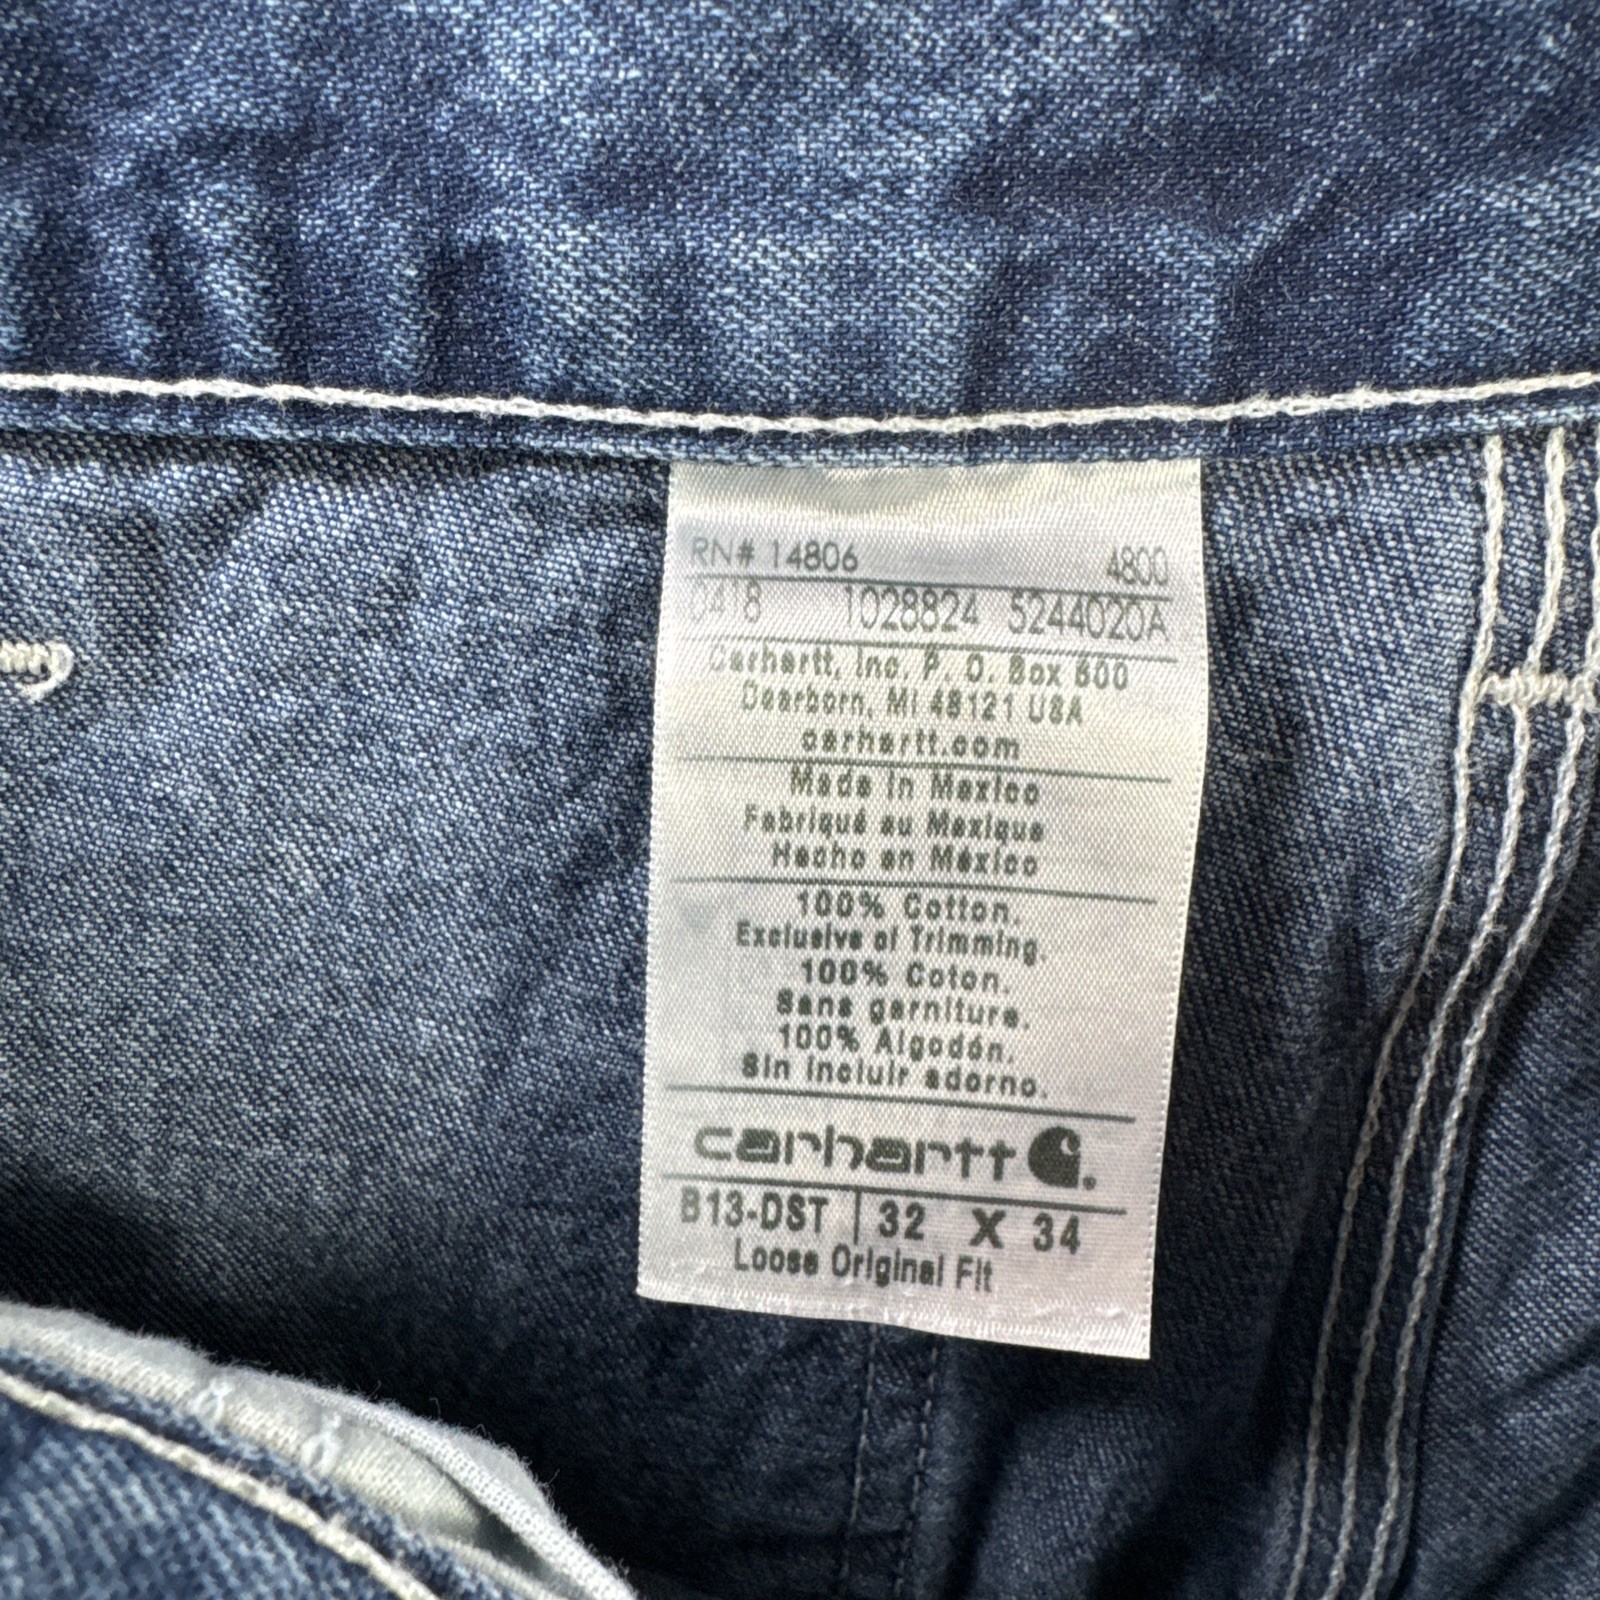 RN# 14806 4800
0418 1028824 5244020A
Carhartt, Inc. P. O. Box 600
Dearborn, MI 48121 USA
carhartt.com
Made in Mexico
Fabriqué au Mexique
Hecho en México
100% Cotton.
Exclusive of Trimming.
100% Coton.
Sans garniture.
100% Algodón.
Sin incluir adorno.
carhartt
B13-DST | 32 X 34
Loose Original Fit